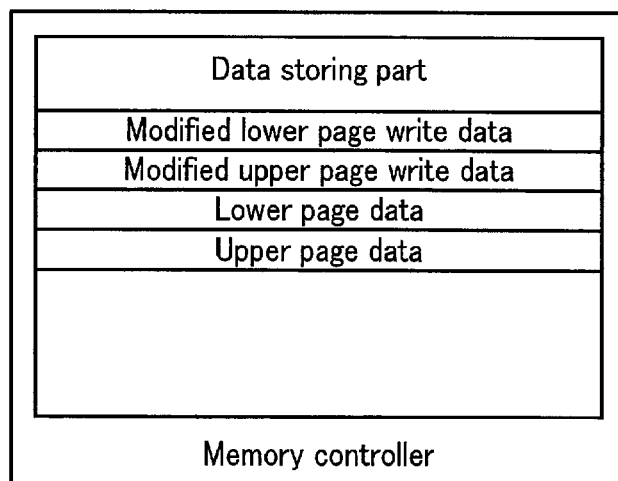 Data storing part
Modified lower page write data
Modified upper page write data
Lower page data
Upper page data
Memory controller